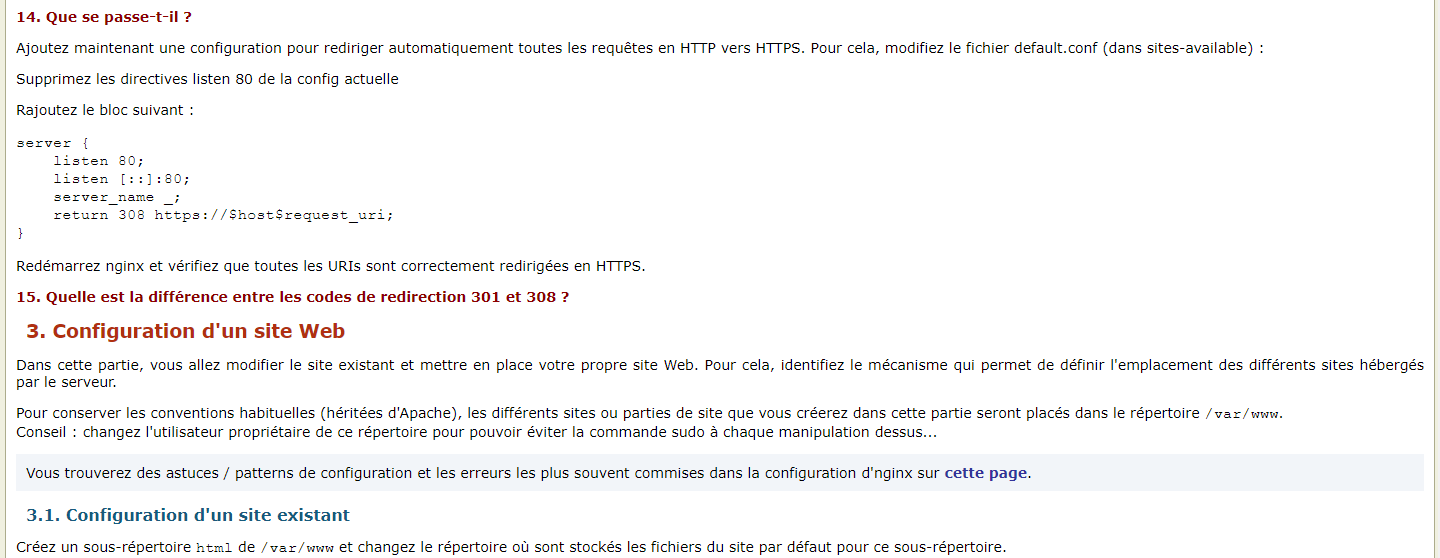 14. Que se passe-t-il ?
Ajoutez maintenant une configuration pour rediriger automatiquement toutes les requêtes en HTTP vers HTTPS. Pour cela, modifiez le fichier default.conf (dans sites-available) :
Supprimez les directives listen 80 de la config actuelle
Rajoutez le bloc suivant :
server {
    listen 80;
    listen [::]:80;
    server_name _;
    return 308 https://$host$request_uri;
}
Redémarrez nginx et vérifiez que toutes les URIs sont correctement redirigées en HTTPS.
15. Quelle est la différence entre les codes de redirection 301 et 308 ?
3. Configuration d'un site Web
Dans cette partie, vous allez modifier le site existant et mettre en place votre propre site Web. Pour cela, identifiez le mécanisme qui permet de définir l'emplacement des différents sites hébergés
par le serveur.
Pour conserver les conventions habituelles (héritées d'Apache), les différents sites ou parties de site que vous créerez dans cette partie seront placés dans le répertoire /var/www.
Conseil : changez l'utilisateur propriétaire de ce répertoire pour pouvoir éviter la commande sudo à chaque manipulation dessus...
Vous trouverez des astuces / patterns de configuration et les erreurs les plus souvent commises dans la configuration d'nginx sur cette page.
3.1. Configuration d'un site existant
Créez un sous-répertoire html de /var/www et changez le répertoire où sont stockés les fichiers du site par défaut pour ce sous-répertoire.